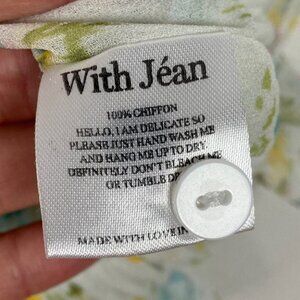 With Jéan
100% CHIFFON
HELLO, I AM DELICATE SO
PLEASE JUST HAND WASH ME
AND HANG ME UP TO DRY.
DEFINITELY DON'T BLEACH ME
OR TUMBLE
MADE WITH LOVE IN